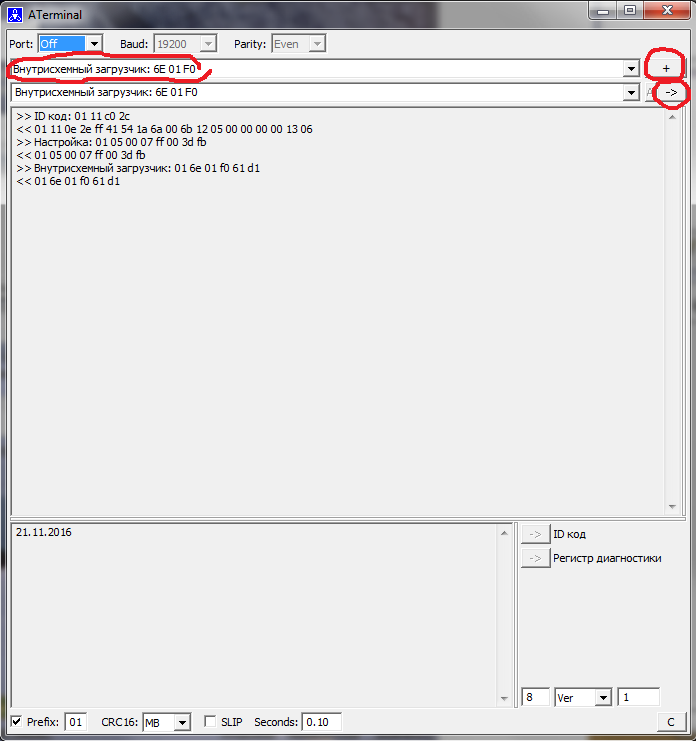 ATerminal
Port: Off Baud: 19200 Parity: Even
Внутрисхемный загрузчик: 6E 01 F0 +
Внутрисхемный загрузчик: 6E 01 F0 ->
>> ID код: 01 11 c0 2c
<< 01 11 0e 2e ff 41 54 1a 6a 00 6b 12 05 00 00 00 00 13 06
>> Настройка: 01 05 00 07 ff 00 3d fb
<< 01 05 00 07 ff 00 3d fb
>> Внутрисхемный загрузчик: 01 6e 01 f0 61 d1
<< 01 6e 01 f0 61 d1
21.11.2016
-> ID код
-> Регистр диагностики
8 Ver 1
Prefix: 01 CRC16: MB SLIP Seconds: 0.10 C